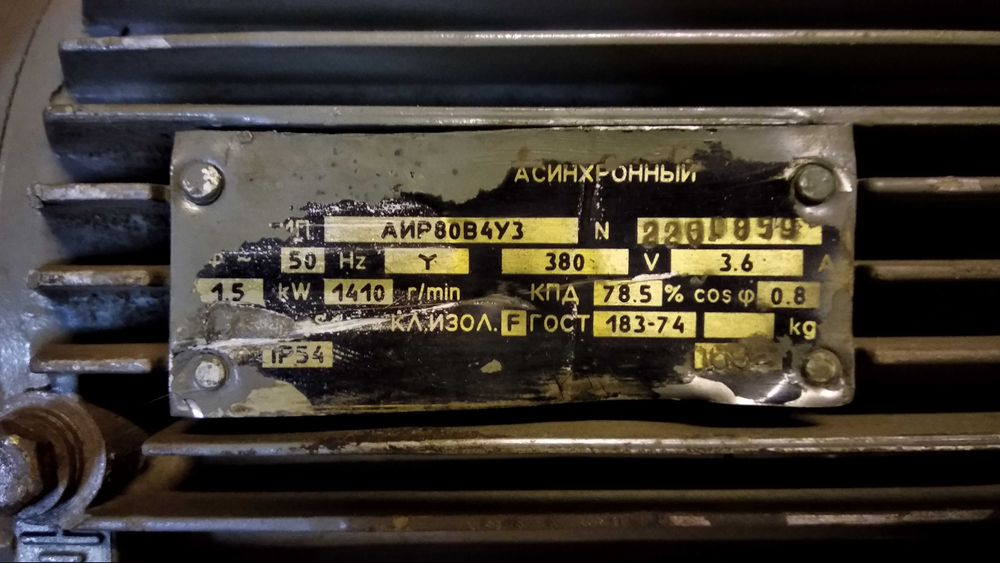 АСИНХРОННЫЙ
ИП АИР80В4У3 N
~ 50 Hz Y 380 V 3.6 A
1.5 kW 1410 r/min КПД 78.5 % cos φ 0.8
КЛ.ИЗОЛ. F ГОСТ 183-74 kg
IP54